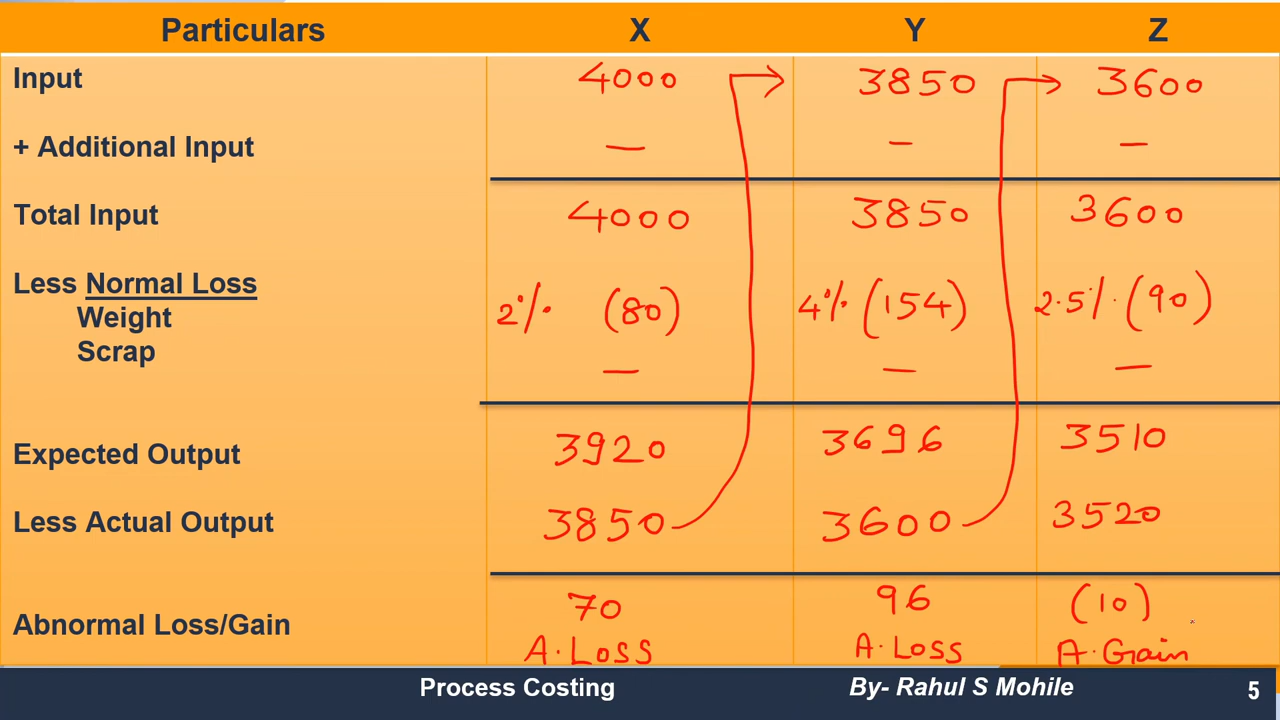 Particulars X Y Z
Input 4000 3850 3600
+ Additional Input — — —
Total Input 4000 3850 3600
Less Normal Loss
Weight 2% (80) 4% (154) 2.5% (90)
Scrap — — —
Expected Output 3920 3696 3510
Less Actual Output 3850 3600 3520
Abnormal Loss/Gain 70 96 (10)
A. Loss A. Loss A. Gain
Process Costing By- Rahul S Mohile 5